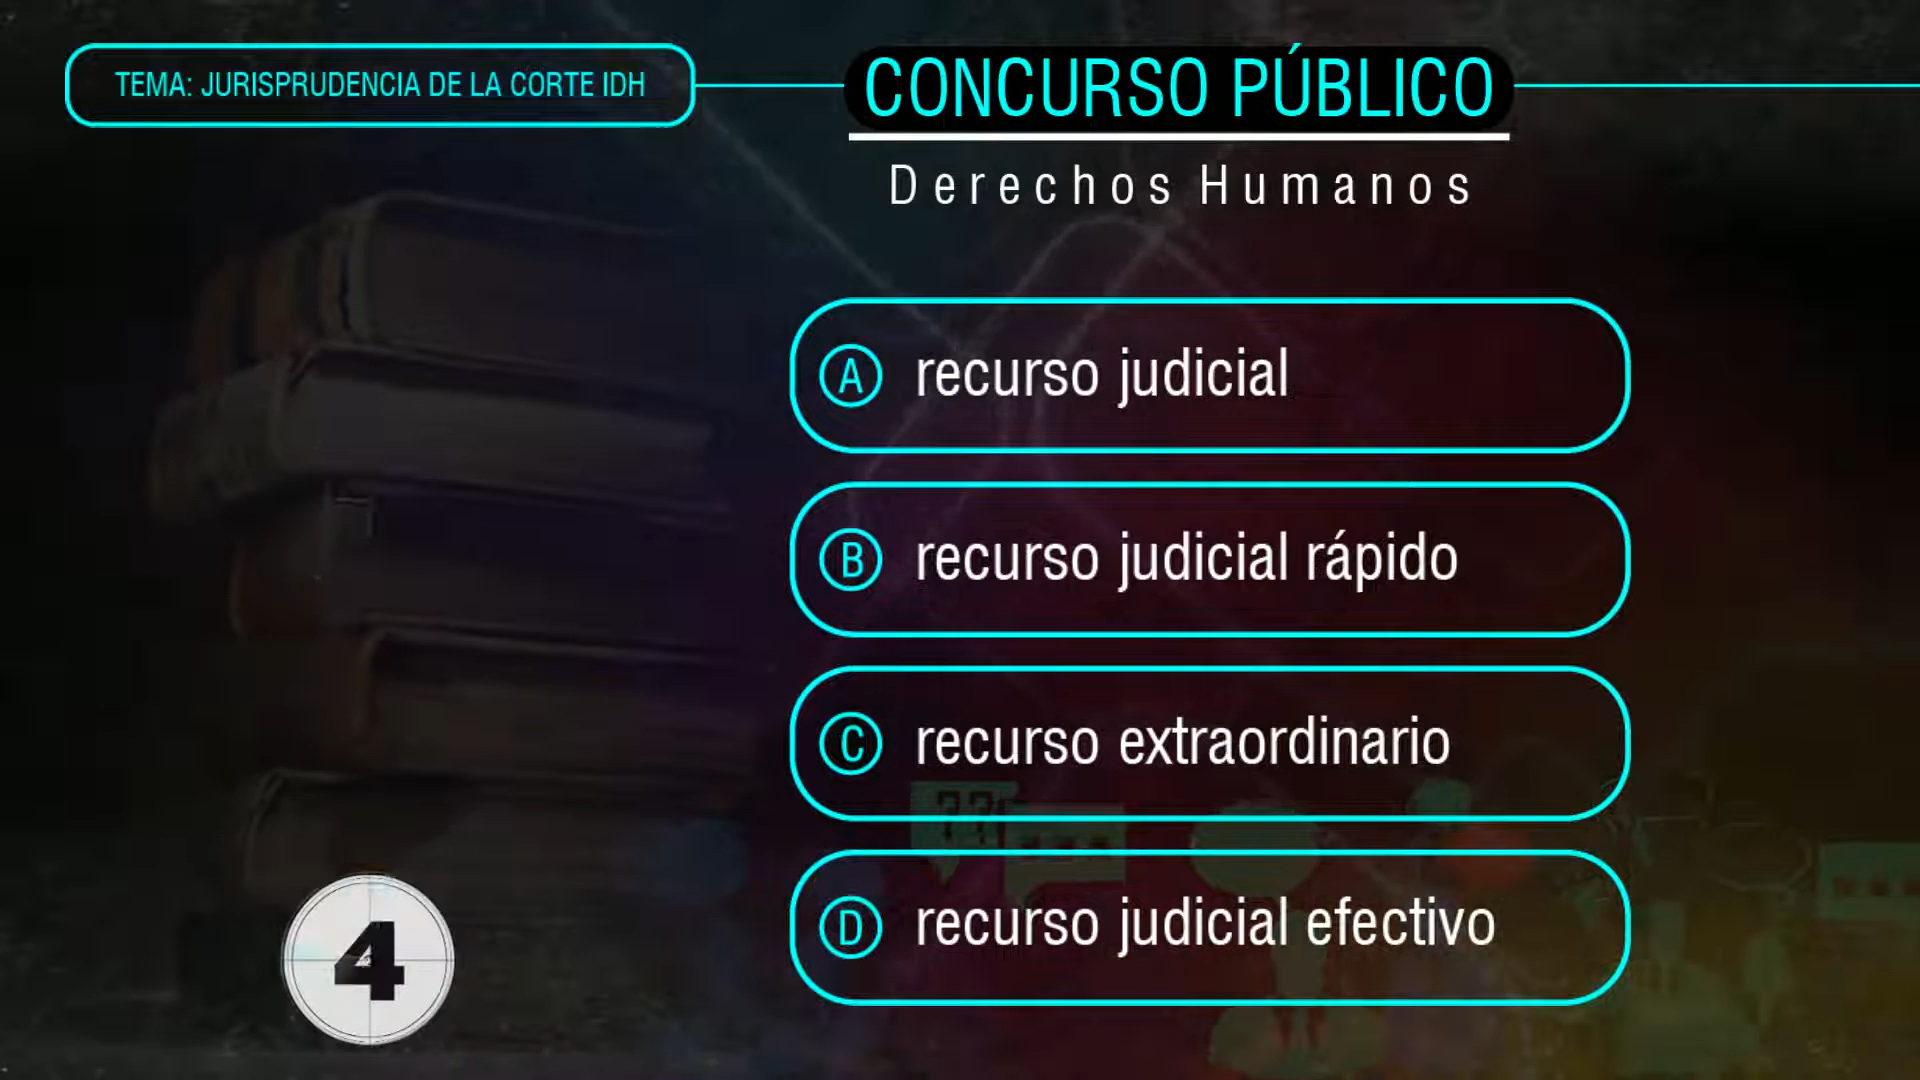 TEMA: JURISPRUDENCIA DE LA CORTE IDH
CONCURSO PÚBLICO
Derechos Humanos
A recurso judicial
B recurso judicial rápido
C recurso extraordinario
D recurso judicial efectivo
??
4